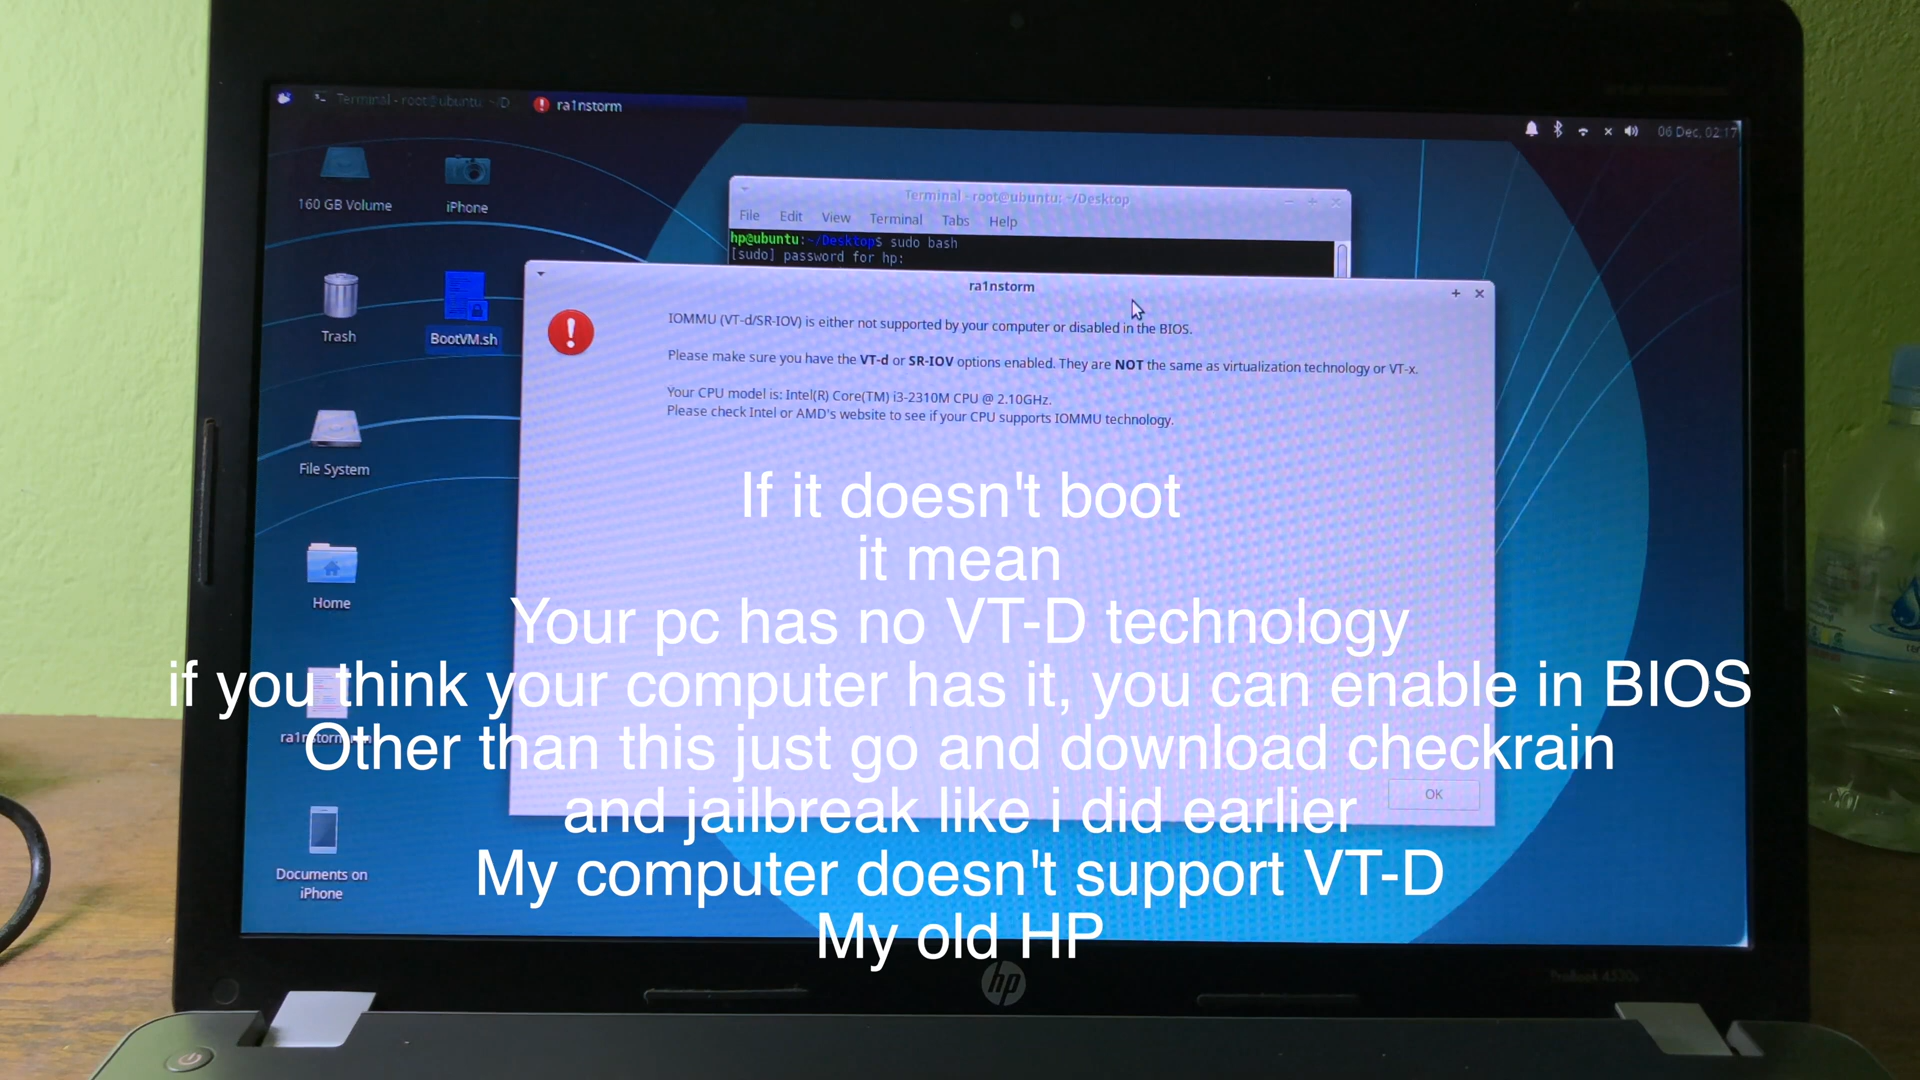 Terminal - root@ubuntu: ~/D
ra1nstorm
06 Dec, 02:17
160 GB Volume
iPhone
Terminal - root@ubuntu: ~/Desktop
File Edit View Terminal Tabs Help
hp@ubuntu:~/Desktop$ sudo bash
[sudo] password for hp:
Trash
BootVM.sh
ra1nstorm
IOMMU (VT-d/SR-IOV) is either not supported by your computer or disabled in the BIOS.
Please make sure you have the VT-d or SR-IOV options enabled. They are NOT the same as virtualization technology or VT-x.
Your CPU model is: Intel(R) Core(TM) i3-2310M CPU @ 2.10GHz.
Please check Intel or AMD's website to see if your CPU supports IOMMU technology.
File System
Home
OK
Documents on
iPhone
If it doesn't boot
it mean
Your pc has no VT-D technology
if you think your computer has it, you can enable in BIOS
Other than this just go and download checkrain
and jailbreak like i did earlier
My computer doesn't support VT-D
My old HP
hp
ProBook 4330s